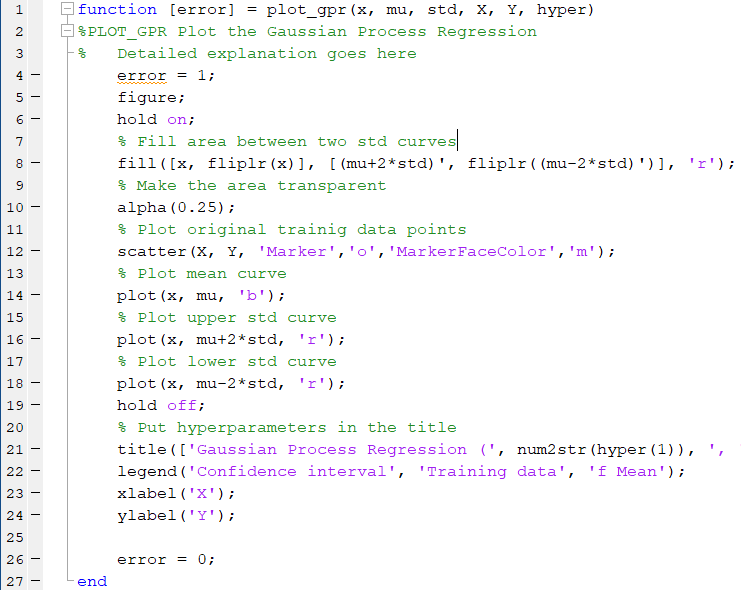 1 function [error] = plot_gpr(x, mu, std, X, Y, hyper)
2 %PLOT_GPR Plot the Gaussian Process Regression
3 %   Detailed explanation goes here
4 –     error = 1;
5 –     figure;
6 –     hold on;
7     % Fill area between two std curves
8 –     fill([x, fliplr(x)], [(mu+2*std)', fliplr((mu-2*std)')], 'r');
9     % Make the area transparent
10 –     alpha(0.25);
11     % Plot original trainig data points
12 –     scatter(X, Y, 'Marker','o','MarkerFaceColor','m');
13     % Plot mean curve
14 –     plot(x, mu, 'b');
15     % Plot upper std curve
16 –     plot(x, mu+2*std, 'r');
17     % Plot lower std curve
18 –     plot(x, mu-2*std, 'r');
19 –     hold off;
20     % Put hyperparameters in the title
21 –     title(['Gaussian Process Regression (', num2str(hyper(1)), ',
22 –     legend('Confidence interval', 'Training data', 'f Mean');
23 –     xlabel('X');
24 –     ylabel('Y');
25
26 –     error = 0;
27 – end